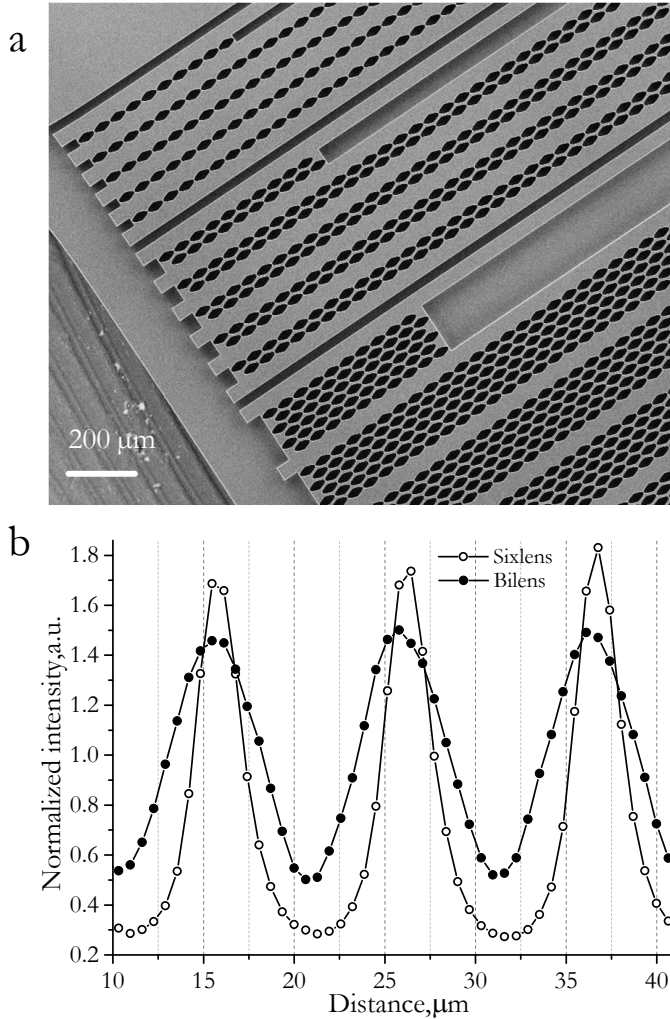 a
200 μm
b
1.8
1.6
1.4
1.2
1.0
0.8
0.6
0.4
0.2
Normalized intensity,a.u.
Sixlens
Bilens
10 15 20 25 30 35 40
Distance,μm